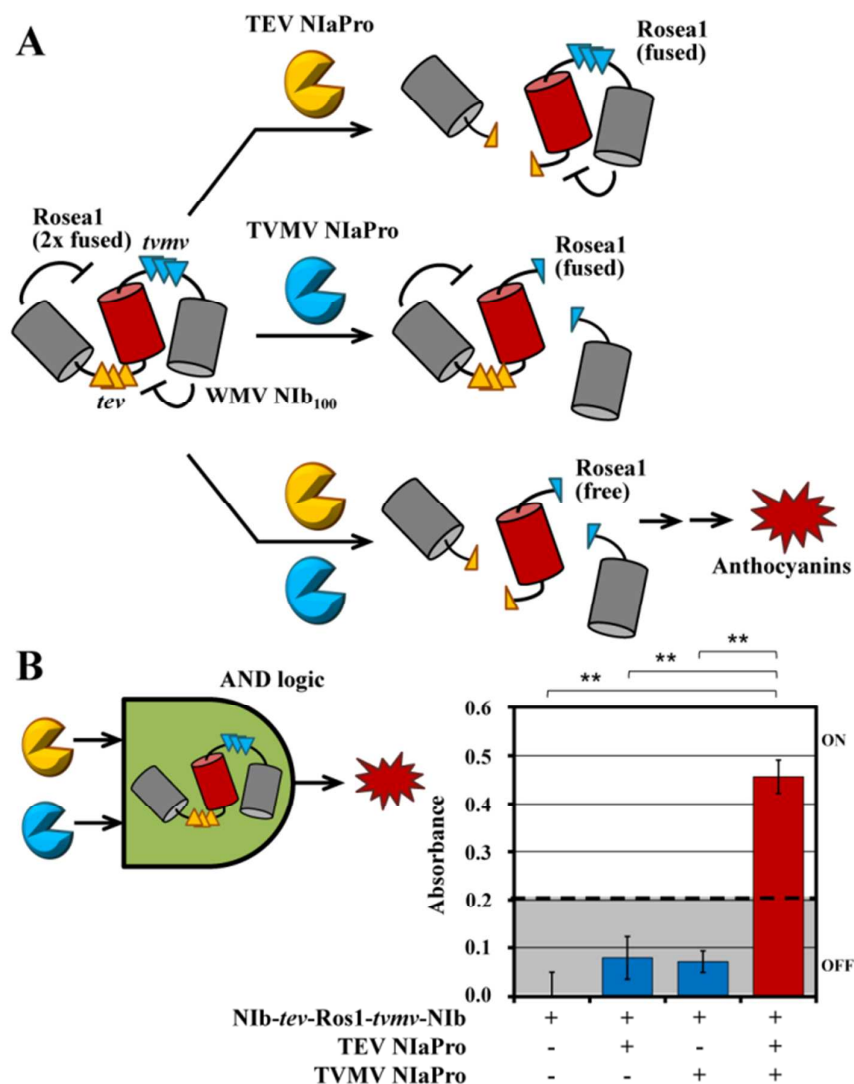 A
TEV NIaPro
Rosea1
(fused)
Rosea1
(2x fused)
tvmv
TVMV NIaPro
Rosea1
(fused)
tev
WMV NIb100
Rosea1
(free)
Anthocyanins
B
AND logic
** 
**
**
0.6
0.5
0.4
0.3
0.2
0.1
0.0
Absorbance
ON
OFF
NIb-tev-Ros1-tvmv-NIb + + + +
TEV NIaPro - + - +
TVMV NIaPro - - + +